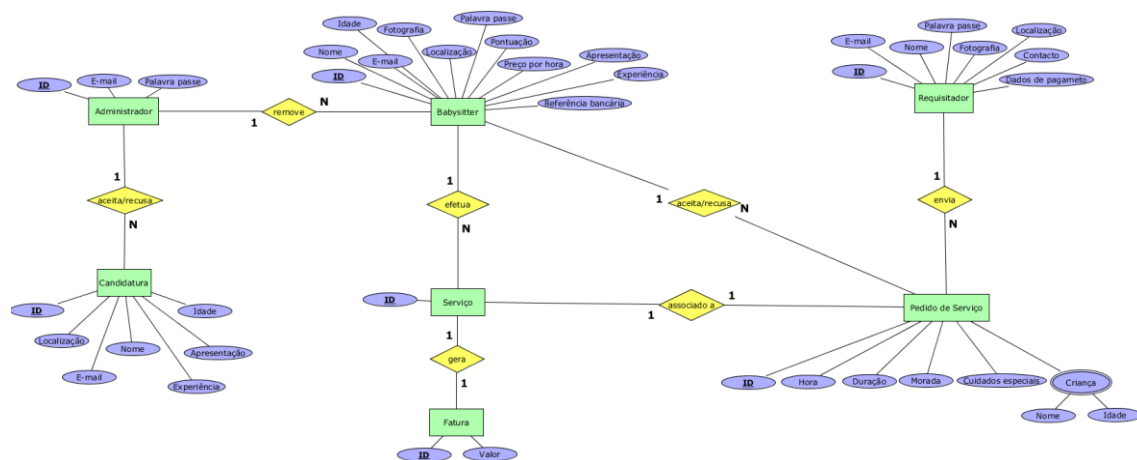 Palavra passe
Idade
Fotografia
Nome
Localização
Pontuação
E-mail
Preço por hora
Apresentação
Experiência
ID
Referência bancária
Palavra passe
Localização
E-mail
Nome
Fotografia
Contacto
ID
Dados de pagameto
ID
E-mail
Palavra passe
Administrador
1
remove
N
Babysitter
Requisitador
1
aceita/recusa
N
1
efetua
N
1
aceita/recusa
N
1
envia
N
Candidatura
ID
Idade
Localização
Nome
Apresentação
E-mail
Experiência
ID
Serviço
1
associado a
1
Pedido de Serviço
1
gera
1
ID
Hora
Duração
Morada
Cuidados especiais
Criança
Nome
Idade
Fatura
ID
Valor